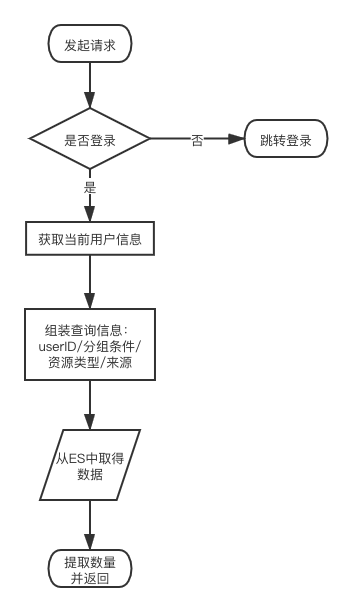 发起请求
是否登录
否
跳转登录
是
获取当前用户信息
组装查询信息：
userID/分组条件/
资源类型/来源
从ES中取得
数据
提取数量
并返回